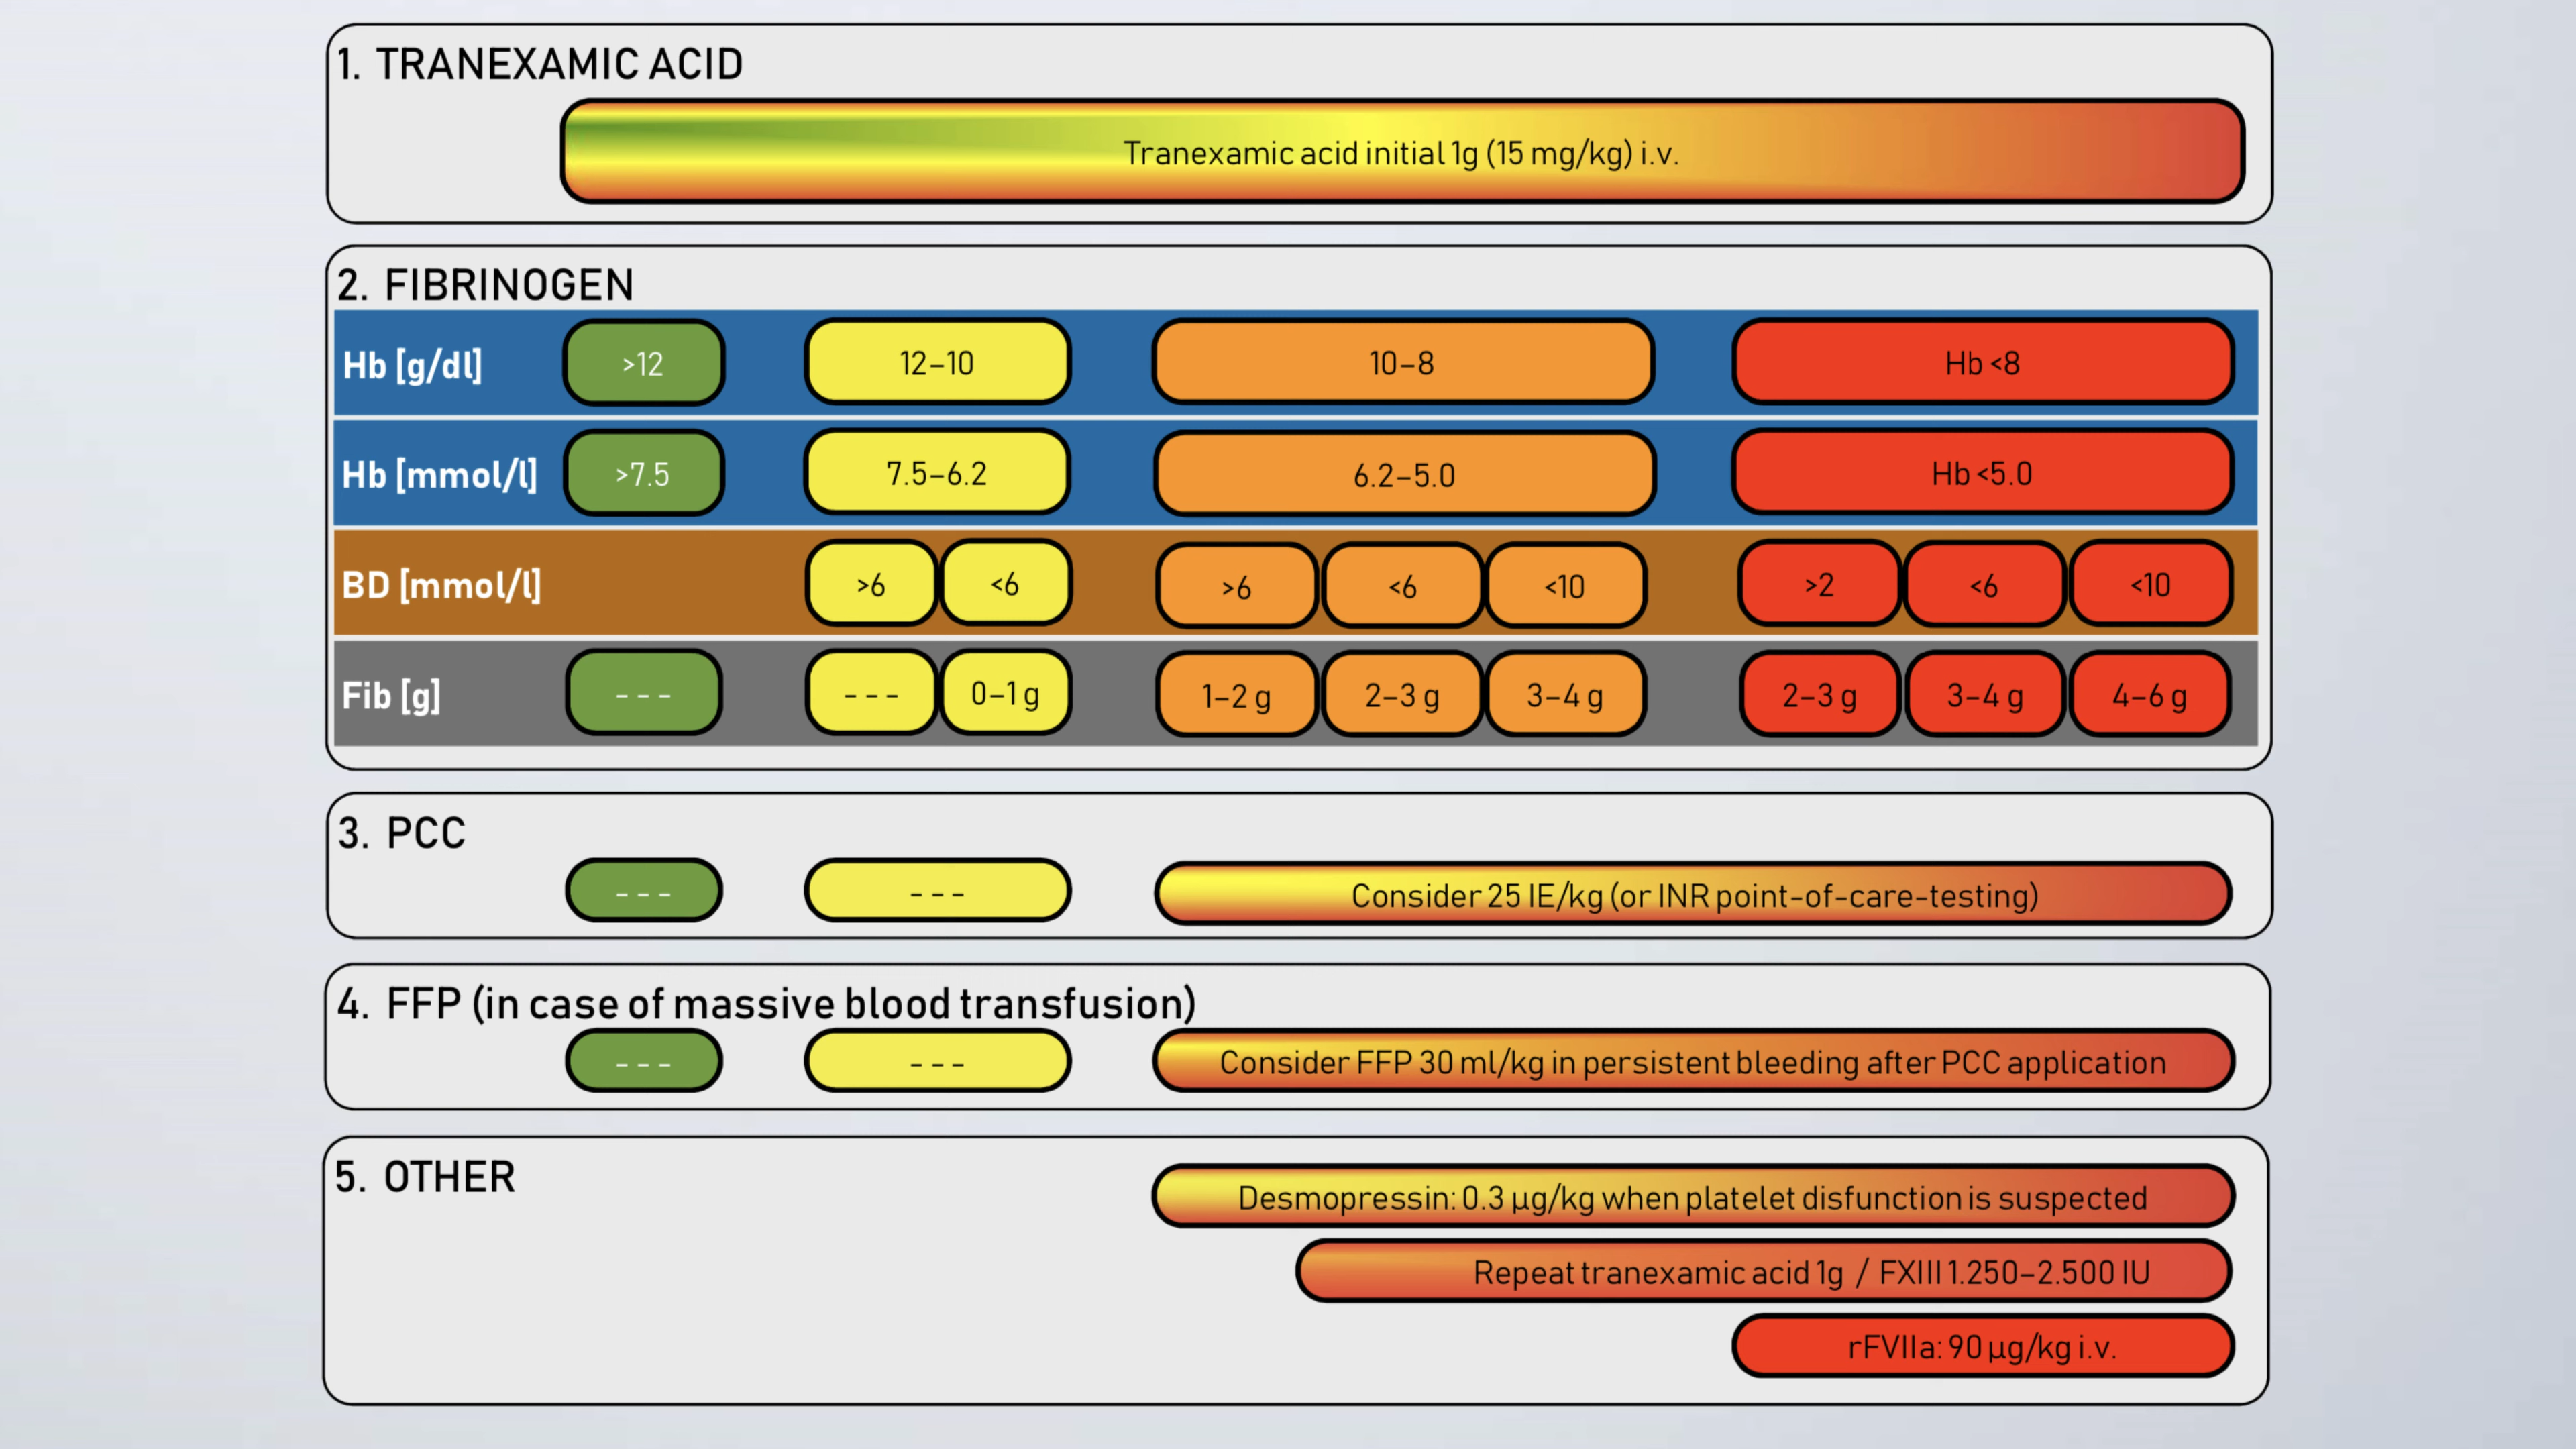 1. TRANEXAMIC ACID
Tranexamic acid initial 1g (15 mg/kg) i.v.
2. FIBRINOGEN
Hb [g/dl] >12 12–10 10–8 Hb <8
Hb [mmol/l] >7.5 7.5–6.2 6.2–5.0 Hb <5.0
BD [mmol/l] >6 <6 >6 <6 <10 >2 <6 <10
Fib [g] - - - - - - 0–1 g 1–2 g 2–3 g 3–4 g 2–3 g 3–4 g 4–6 g
3. PCC
- - - - - - Consider 25 IE/kg (or INR point-of-care-testing)
4. FFP (in case of massive blood transfusion)
- - - - - - Consider FFP 30 ml/kg in persistent bleeding after PCC application
5. OTHER
Desmopressin: 0.3 µg/kg when platelet disfunction is suspected
Repeat tranexamic acid 1g / FXIII 1.250–2.500 IU
rFVIIa: 90 µg/kg i.v.